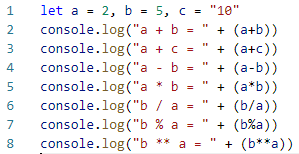 1 let a = 2, b = 5, c = "10"
2 console.log("a + b = " + (a+b))
3 console.log("a + c = " + (a+c))
4 console.log("a - b = " + (a-b))
5 console.log("a * b = " + (a*b))
6 console.log("b / a = " + (b/a))
7 console.log("b % a = " + (b%a))
8 console.log("b ** a = " + (b**a))